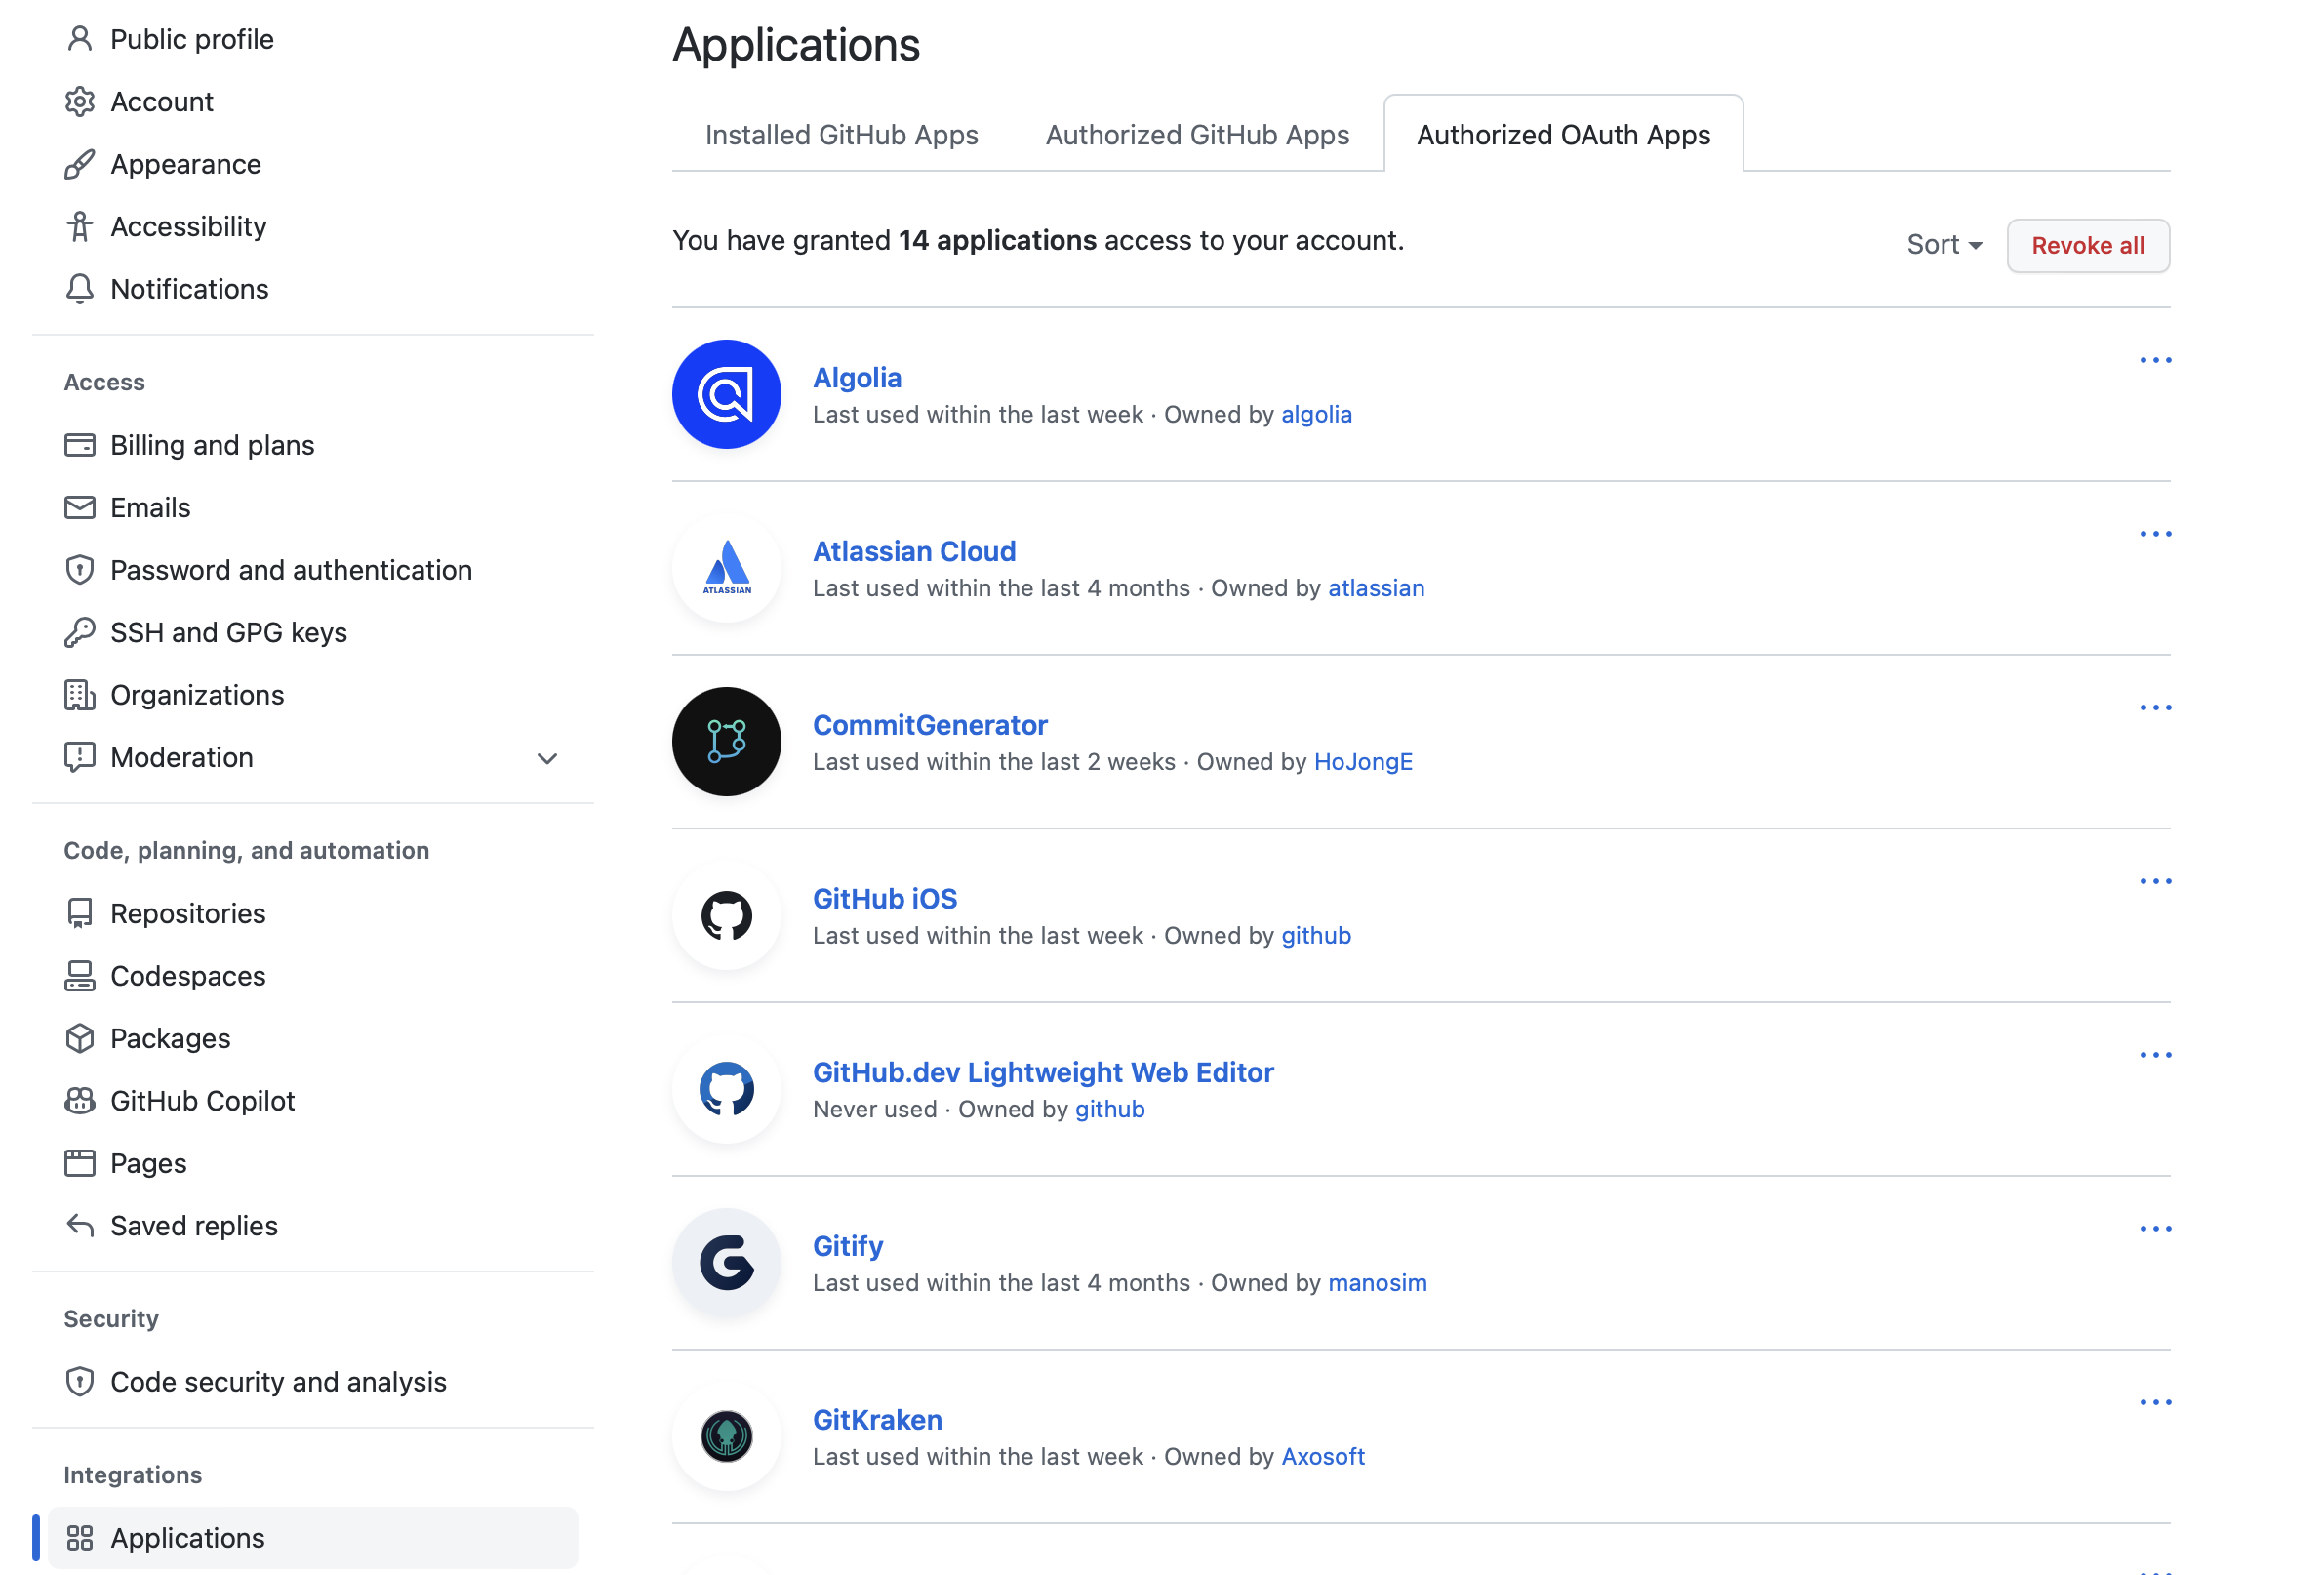 Public profile
Account
Appearance
Accessibility
Notifications
Access
Billing and plans
Emails
Password and authentication
SSH and GPG keys
Organizations
Moderation
Code, planning, and automation
Repositories
Codespaces
Packages
GitHub Copilot
Pages
Saved replies
Security
Code security and analysis
Integrations
Applications
Applications
Installed GitHub Apps
Authorized GitHub Apps
Authorized OAuth Apps
You have granted 14 applications access to your account.
Sort
Revoke all
Algolia
Last used within the last week · Owned by algolia
ATLASSIAN
Atlassian Cloud
Last used within the last 4 months · Owned by atlassian
CommitGenerator
Last used within the last 2 weeks · Owned by HoJongE
GitHub iOS
Last used within the last week · Owned by github
GitHub.dev Lightweight Web Editor
Never used · Owned by github
Gitify
Last used within the last 4 months · Owned by manosim
GitKraken
Last used within the last week · Owned by Axosoft